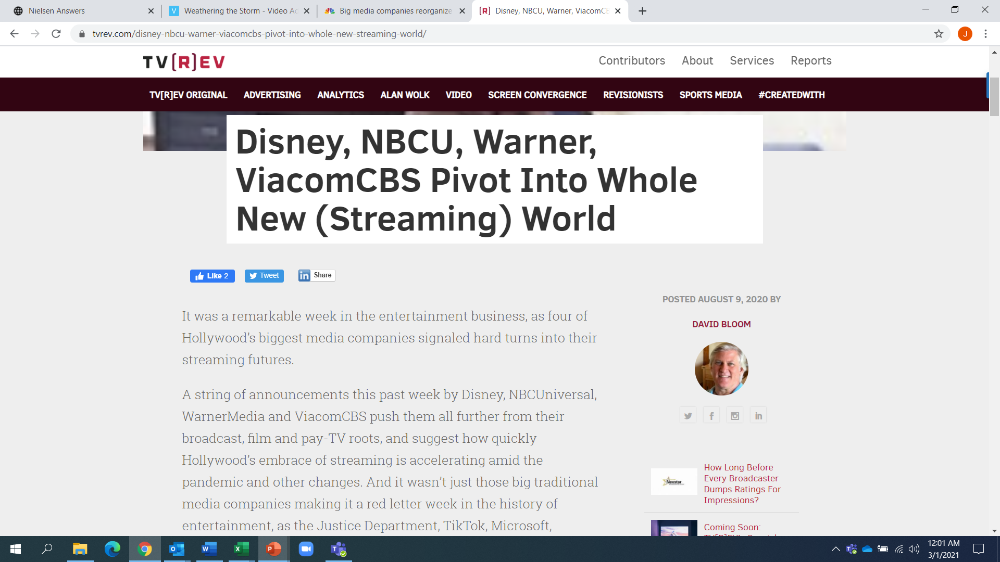 Nielsen Answers
Weathering the Storm - Video Ad
Big media companies reorganize
Disney, NBCU, Warner, ViacomCB
tvrev.com/disney-nbcu-warner-viacomcbs-pivot-into-whole-new-streaming-world/
J
TV[R]EV
Contributors About Services Reports
TV[R]EV ORIGINAL ADVERTISING ANALYTICS ALAN WOLK VIDEO SCREEN CONVERGENCE REVISIONISTS SPORTS MEDIA #CREATEDWITH
Disney, NBCU, Warner,
ViacomCBS Pivot Into Whole
New (Streaming) World
Like 2 Tweet in Share
POSTED AUGUST 9, 2020 BY
DAVID BLOOM
It was a remarkable week in the entertainment business, as four of
Hollywood’s biggest media companies signaled hard turns into their
streaming futures.
A string of announcements this past week by Disney, NBCUniversal,
WarnerMedia and ViacomCBS push them all further from their
broadcast, film and pay-TV roots, and suggest how quickly
Hollywood’s embrace of streaming is accelerating amid the
pandemic and other changes. And it wasn’t just those big traditional
media companies making it a red letter week in the history of
entertainment, as the Justice Department, TikTok, Microsoft,
Nexstar
How Long Before
Every Broadcaster
Dumps Ratings For
Impressions?
Coming Soon:
12:01 AM
3/1/2021